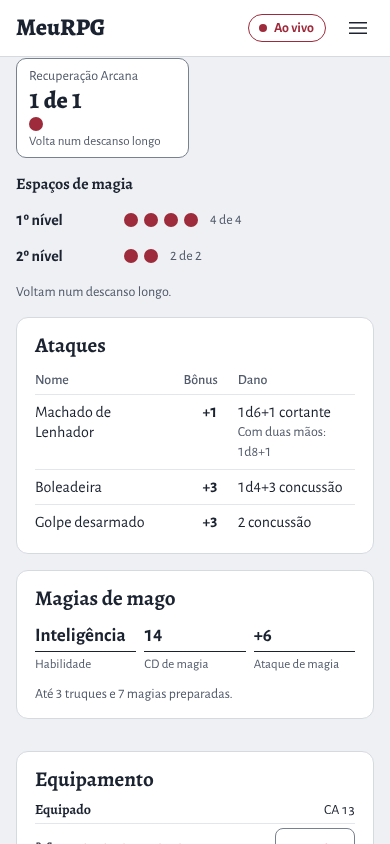 MeuRPG
Ao vivo
Recuperação Arcana
1 de 1
Volta num descanso longo
Espaços de magia
1º nível 4 de 4
2º nível 2 de 2
Voltam num descanso longo.
Ataques
Nome Bônus Dano
Machado de Lenhador +1 1d6+1 cortante
Com duas mãos:
1d8+1
Boleadeira +3 1d4+3 concussão
Golpe desarmado +3 2 concussão
Magias de mago
Inteligência 14 +6
Habilidade CD de magia Ataque de magia
Até 3 truques e 7 magias preparadas.
Equipamento
Equipado CA 13